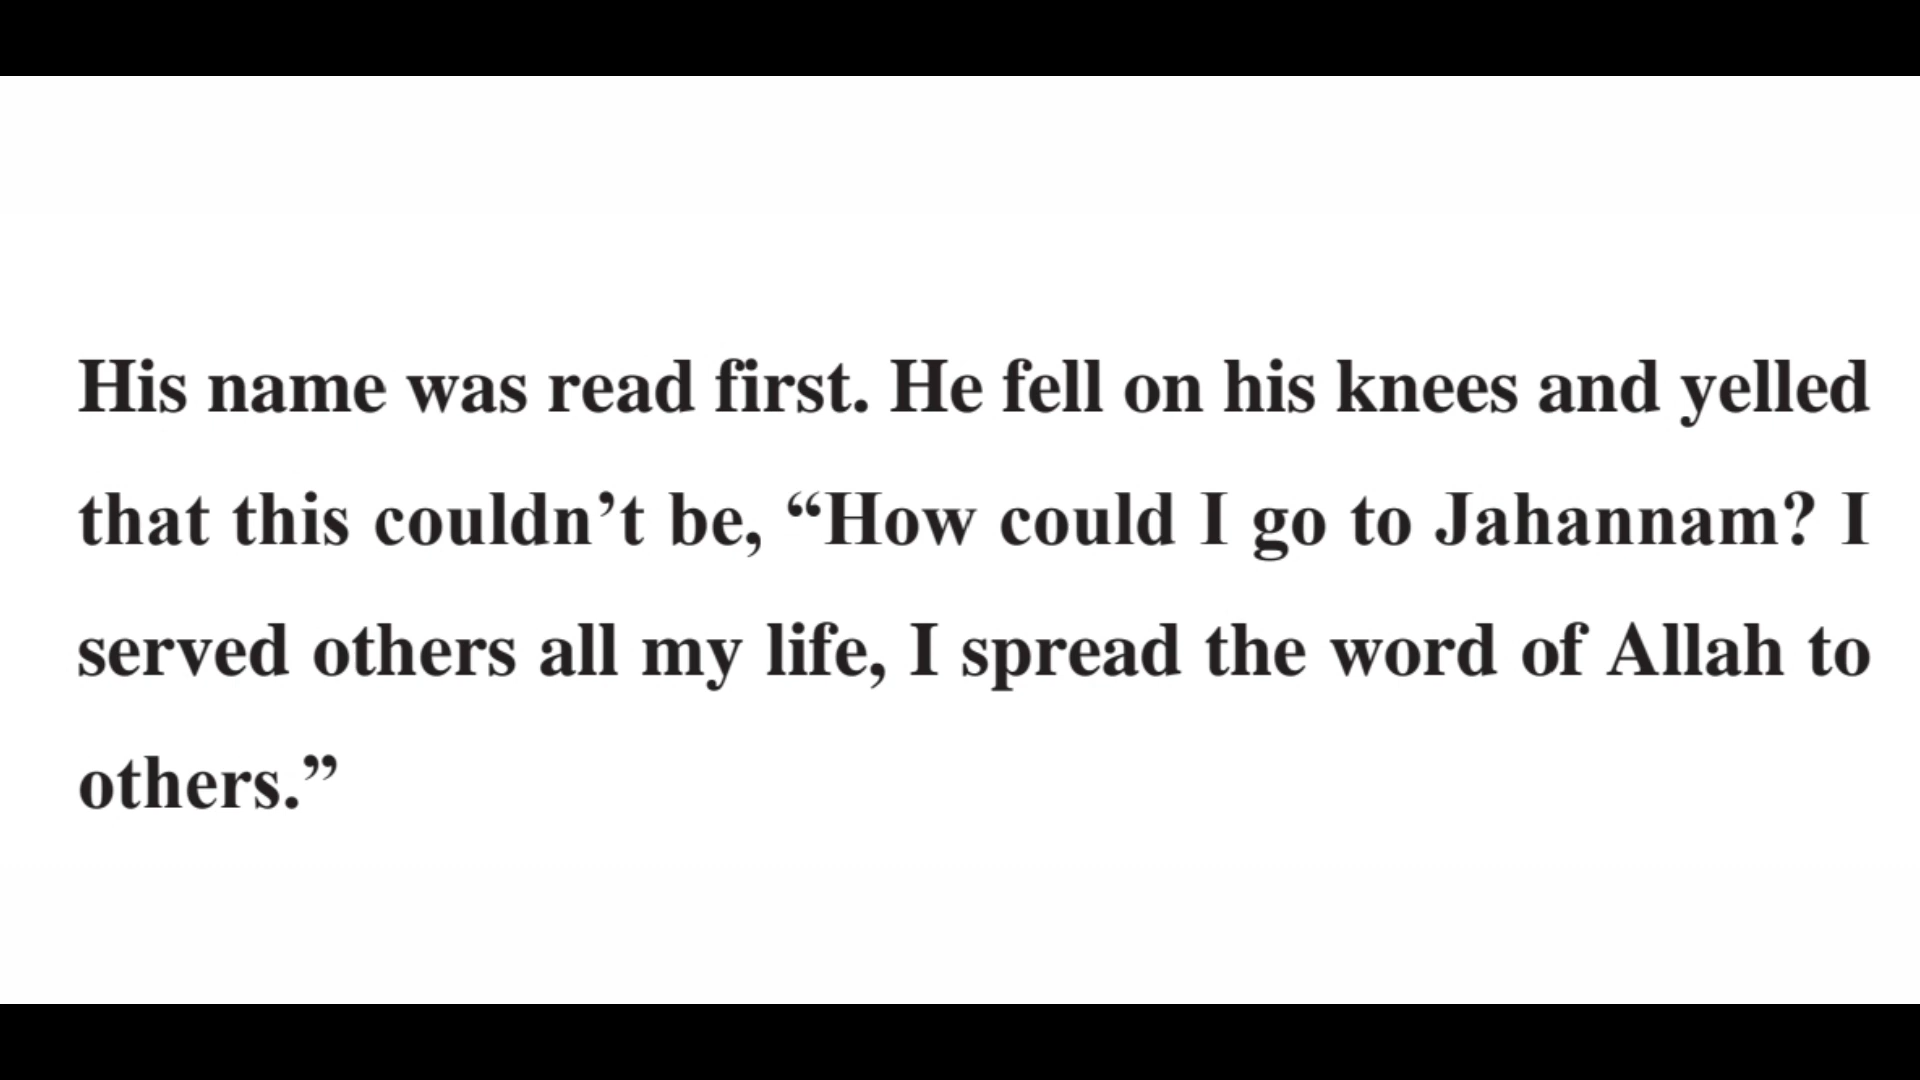 His name was read first. He fell on his knees and yelled
that this couldn’t be, “How could I go to Jahannam? I
served others all my life, I spread the word of Allah to
others.”